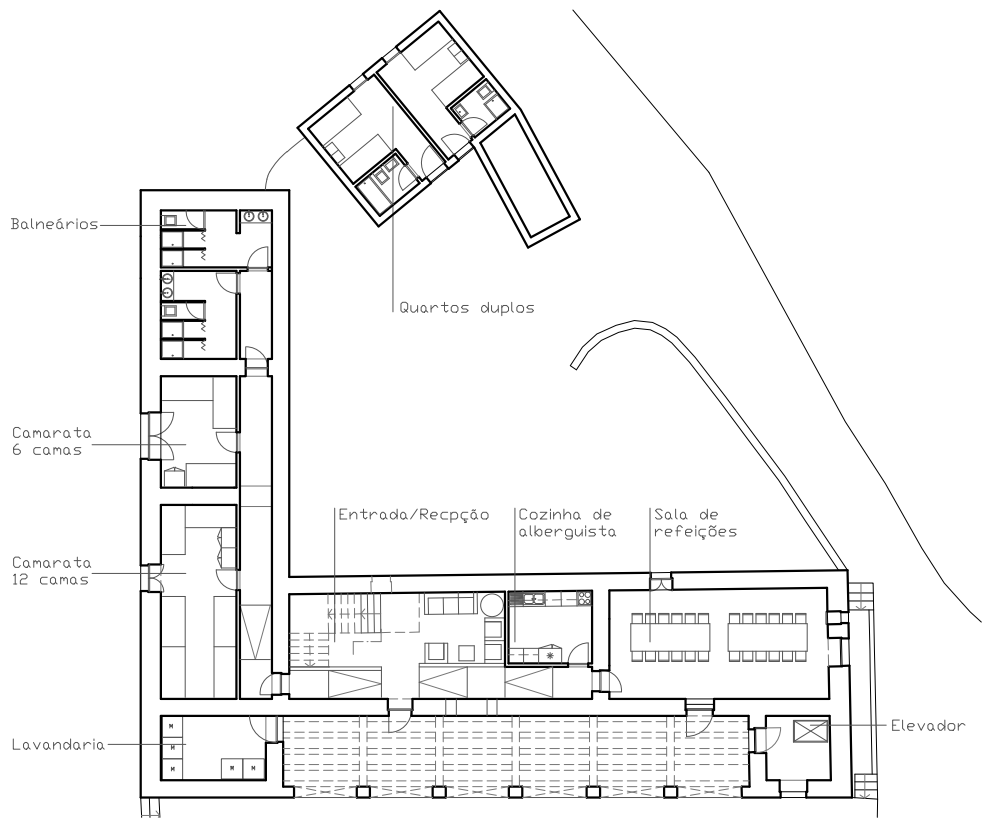 Balneários
Quartos duplos
Camarata
6 camas
Entrada/Recpção
Cozinha de
alberguista
Sala de
refeições
Camarata
12 camas
Lavandaria
M
M
M
M
M
Elevador